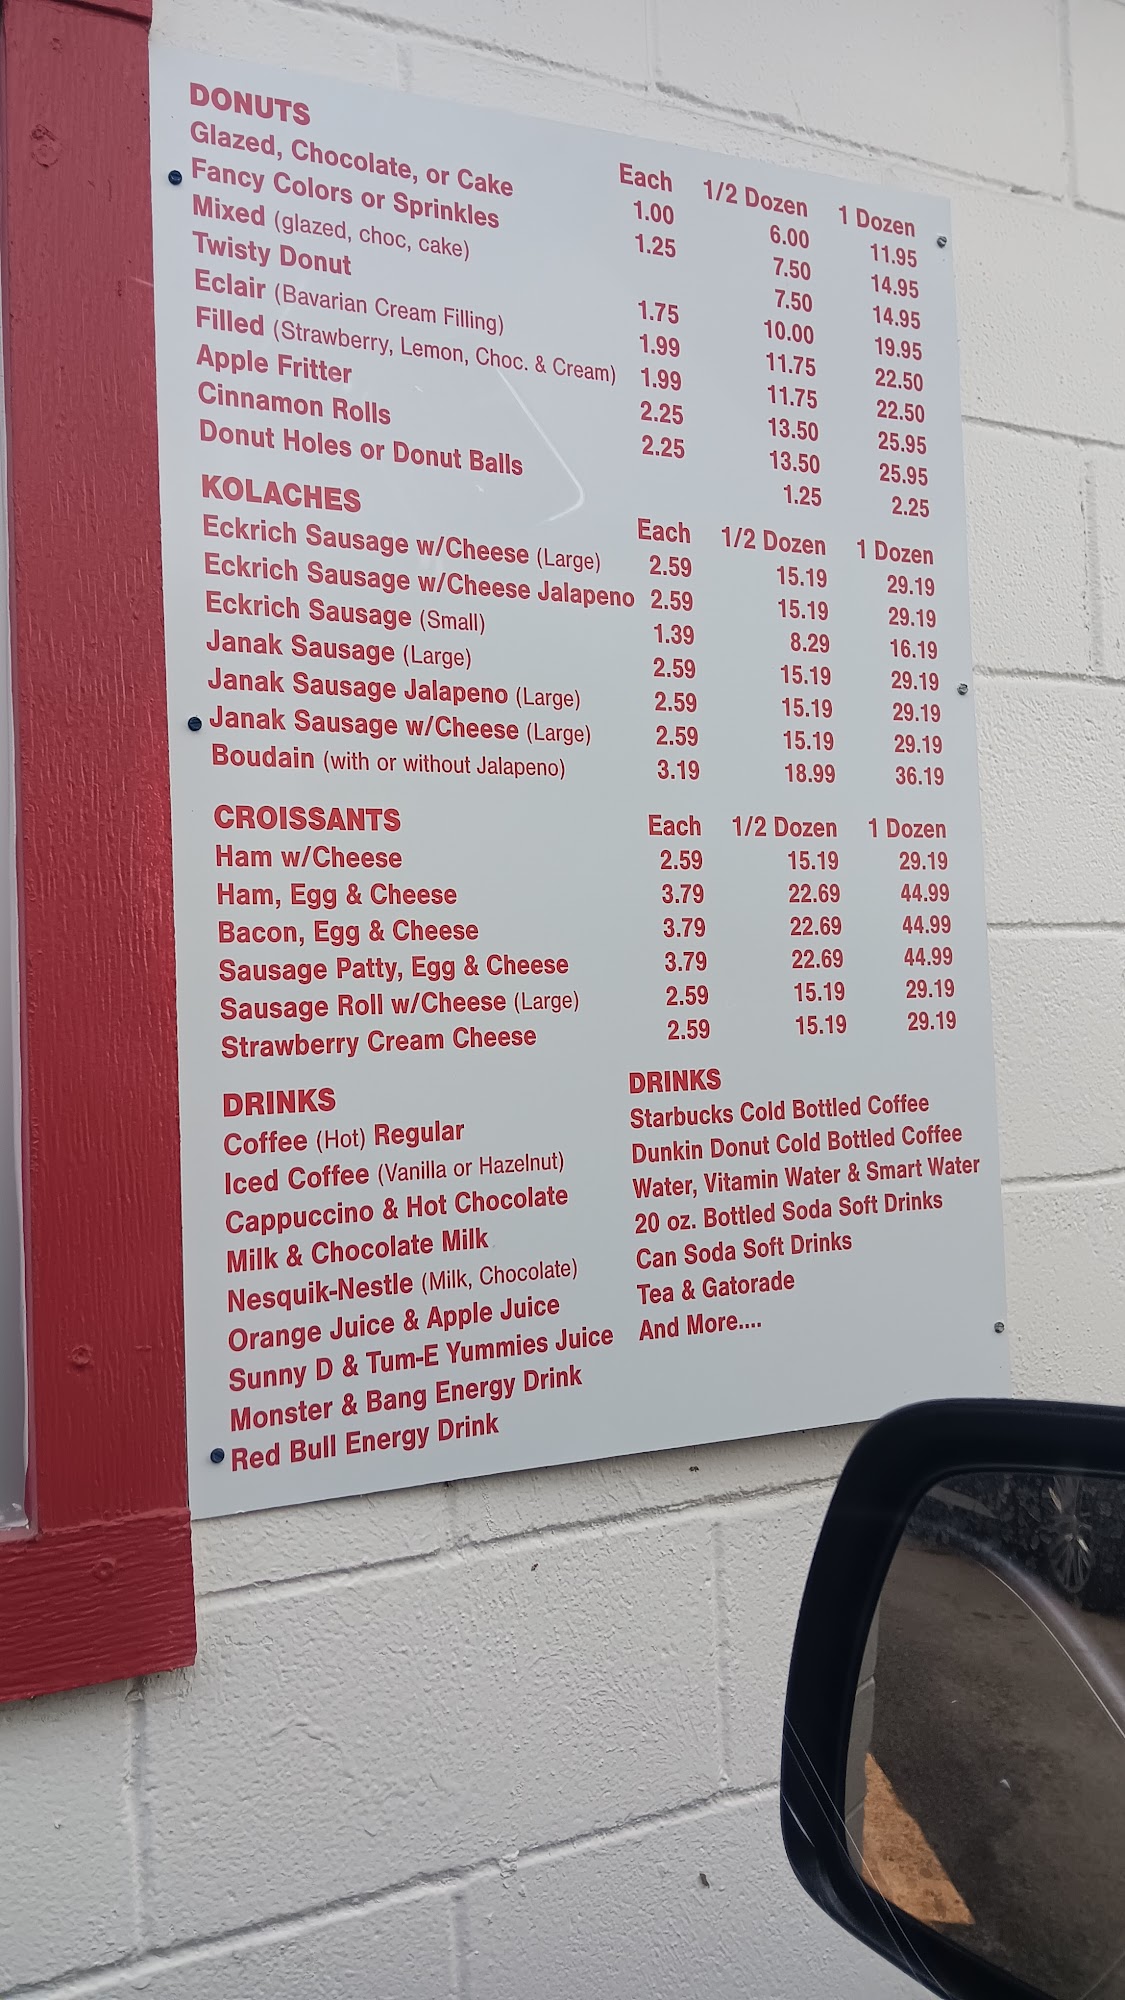 DONUTS Each 1/2 Dozen 1 Dozen
Glazed, Chocolate, or Cake 1.00 6.00 11.95
Fancy Colors or Sprinkles 1.25 7.50 14.95
Mixed (glazed, choc, cake) 7.50 14.95
Twisty Donut 1.75 10.00 19.95
Eclair (Bavarian Cream Filling) 1.99 11.75 22.50
Filled (Strawberry, Lemon, Choc. & Cream) 1.99 11.75 22.50
Apple Fritter 2.25 13.50 25.95
Cinnamon Rolls 2.25 13.50 25.95
Donut Holes or Donut Balls 1.25 2.25
KOLACHES Each 1/2 Dozen 1 Dozen
Eckrich Sausage w/Cheese (Large) 2.59 15.19 29.19
Eckrich Sausage w/Cheese Jalapeno 2.59 15.19 29.19
Eckrich Sausage (Small) 1.39 8.29 16.19
Janak Sausage (Large) 2.59 15.19 29.19
Janak Sausage Jalapeno (Large) 2.59 15.19 29.19
Janak Sausage w/Cheese (Large) 2.59 15.19 29.19
Boudain (with or without Jalapeno) 3.19 18.99 36.19
CROISSANTS Each 1/2 Dozen 1 Dozen
Ham w/Cheese 2.59 15.19 29.19
Ham, Egg & Cheese 3.79 22.69 44.99
Bacon, Egg & Cheese 3.79 22.69 44.99
Sausage Patty, Egg & Cheese 3.79 22.69 44.99
Sausage Roll w/Cheese (Large) 2.59 15.19 29.19
Strawberry Cream Cheese 2.59 15.19 29.19
DRINKS
Coffee (Hot) Regular
Iced Coffee (Vanilla or Hazelnut)
Cappuccino & Hot Chocolate
Milk & Chocolate Milk
Nesquik-Nestle (Milk, Chocolate)
Orange Juice & Apple Juice
Sunny D & Tum-E Yummies Juice
Monster & Bang Energy Drink
Red Bull Energy Drink
DRINKS
Starbucks Cold Bottled Coffee
Dunkin Donut Cold Bottled Coffee
Water, Vitamin Water & Smart Water
20 oz. Bottled Soda Soft Drinks
Can Soda Soft Drinks
Tea & Gatorade
And More....